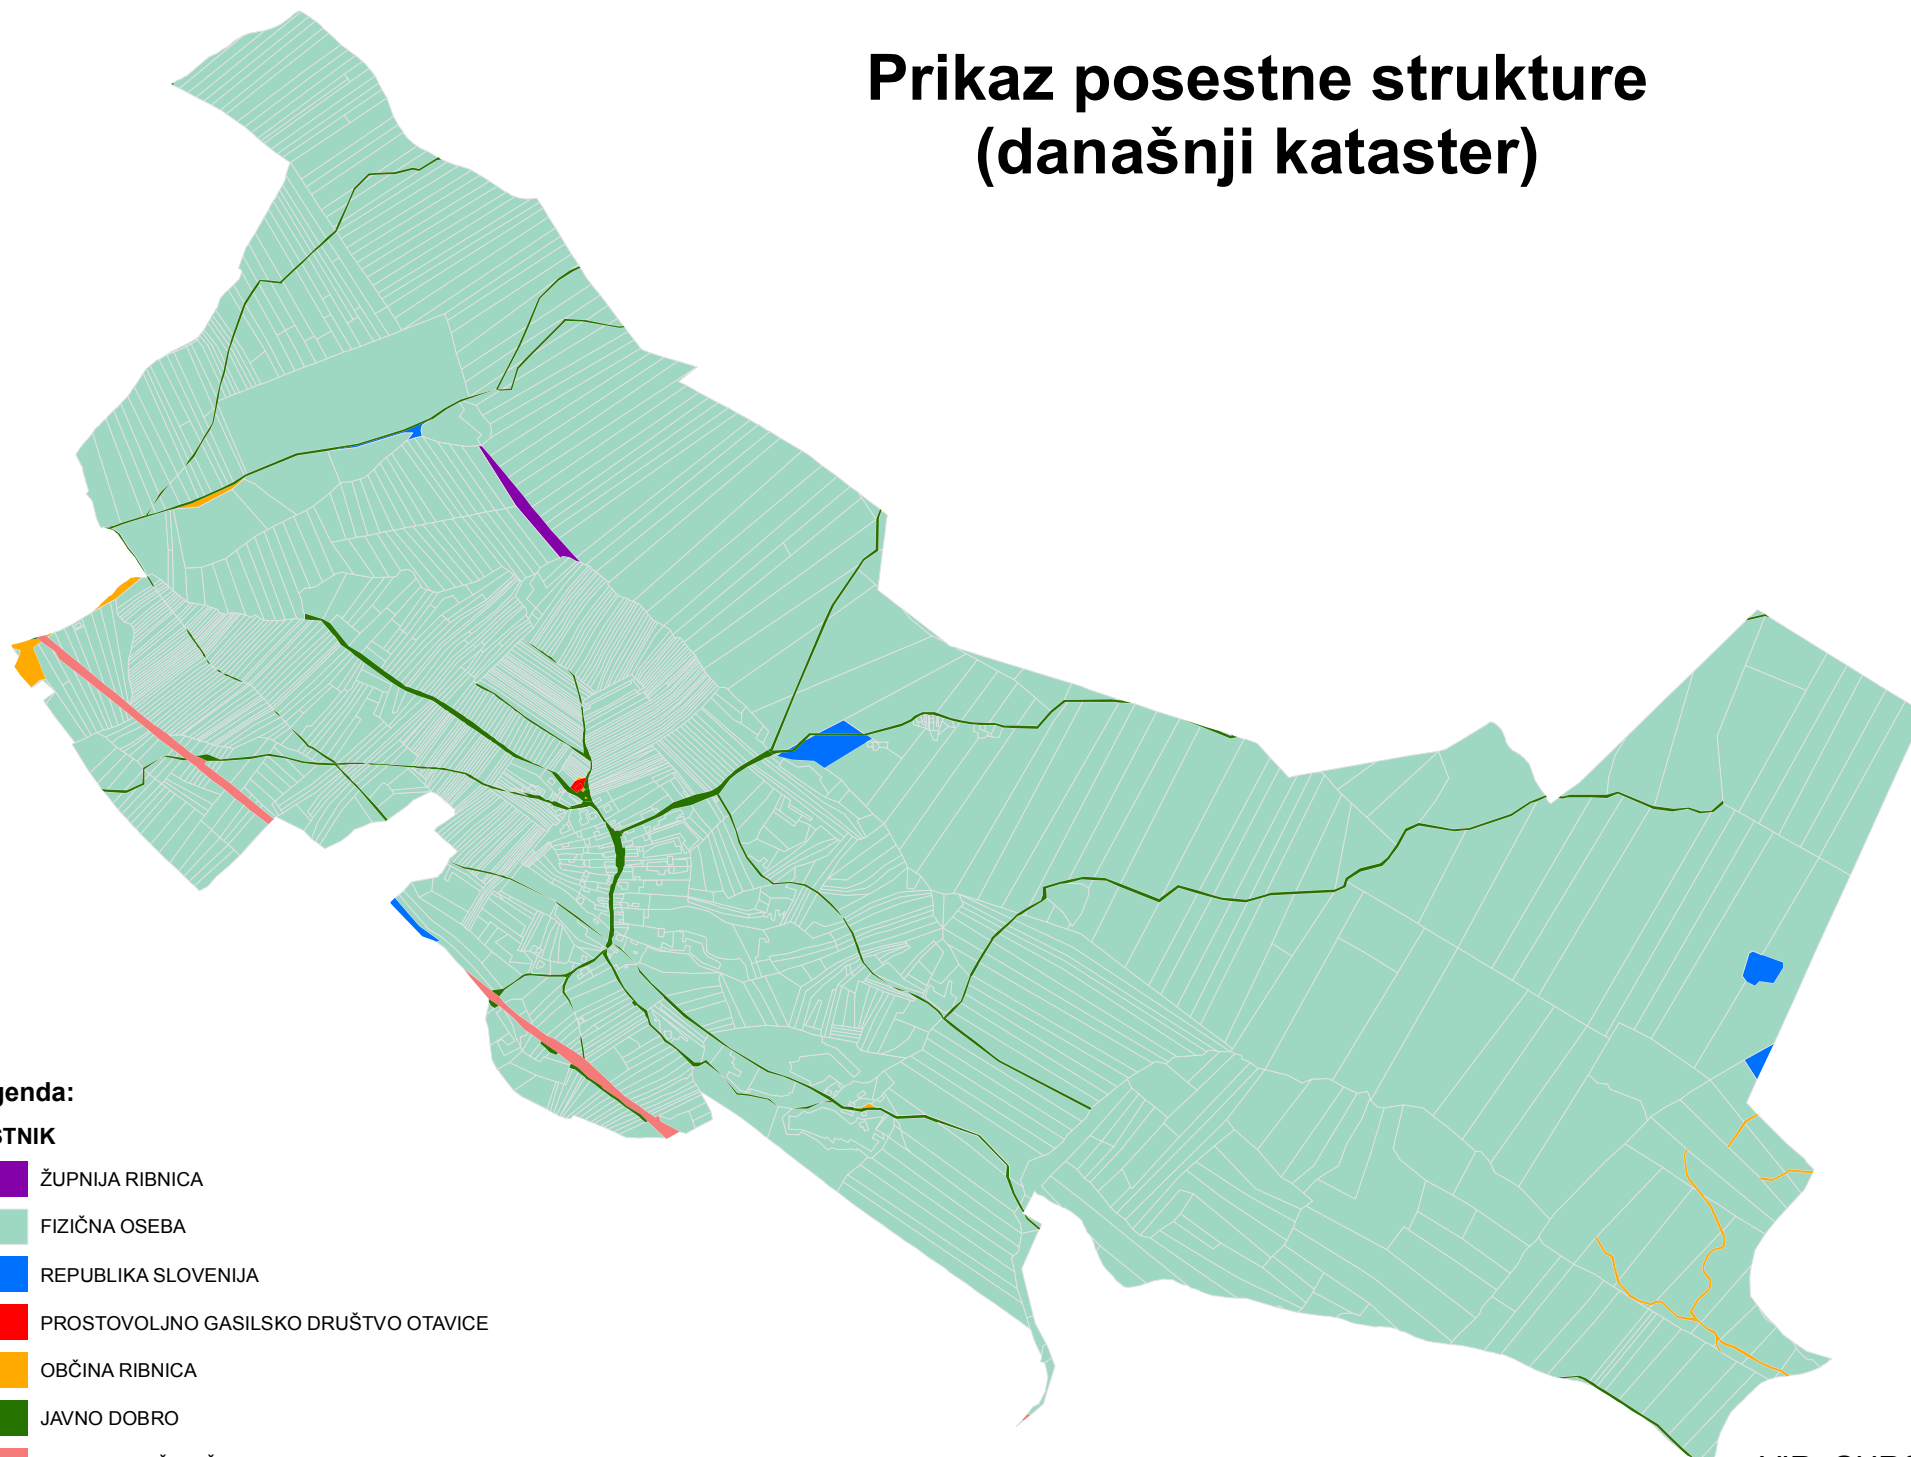 Prikaz posestne strukture
(današnji kataster)
genda:
STNIK
ŽUPNIJA RIBNICA
FIZIČNA OSEBA
REPUBLIKA SLOVENIJA
PROSTOVOLJNO GASILSKO DRUŠTVO OTAVICE
OBČINA RIBNICA
JAVNO DOBRO